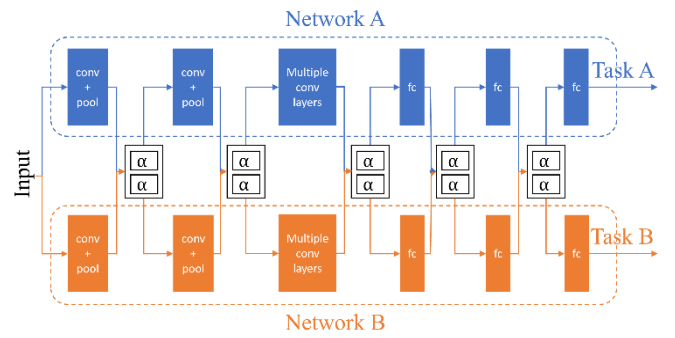 Network A
conv
+
pool
conv
+
pool
Multiple
conv
layers
fc
fc
fc
Task A
Input
α
α
α
α
α
α
α
α
α
α
conv
+
pool
conv
+
pool
Multiple
conv
layers
fc
fc
fc
Task B
Network B